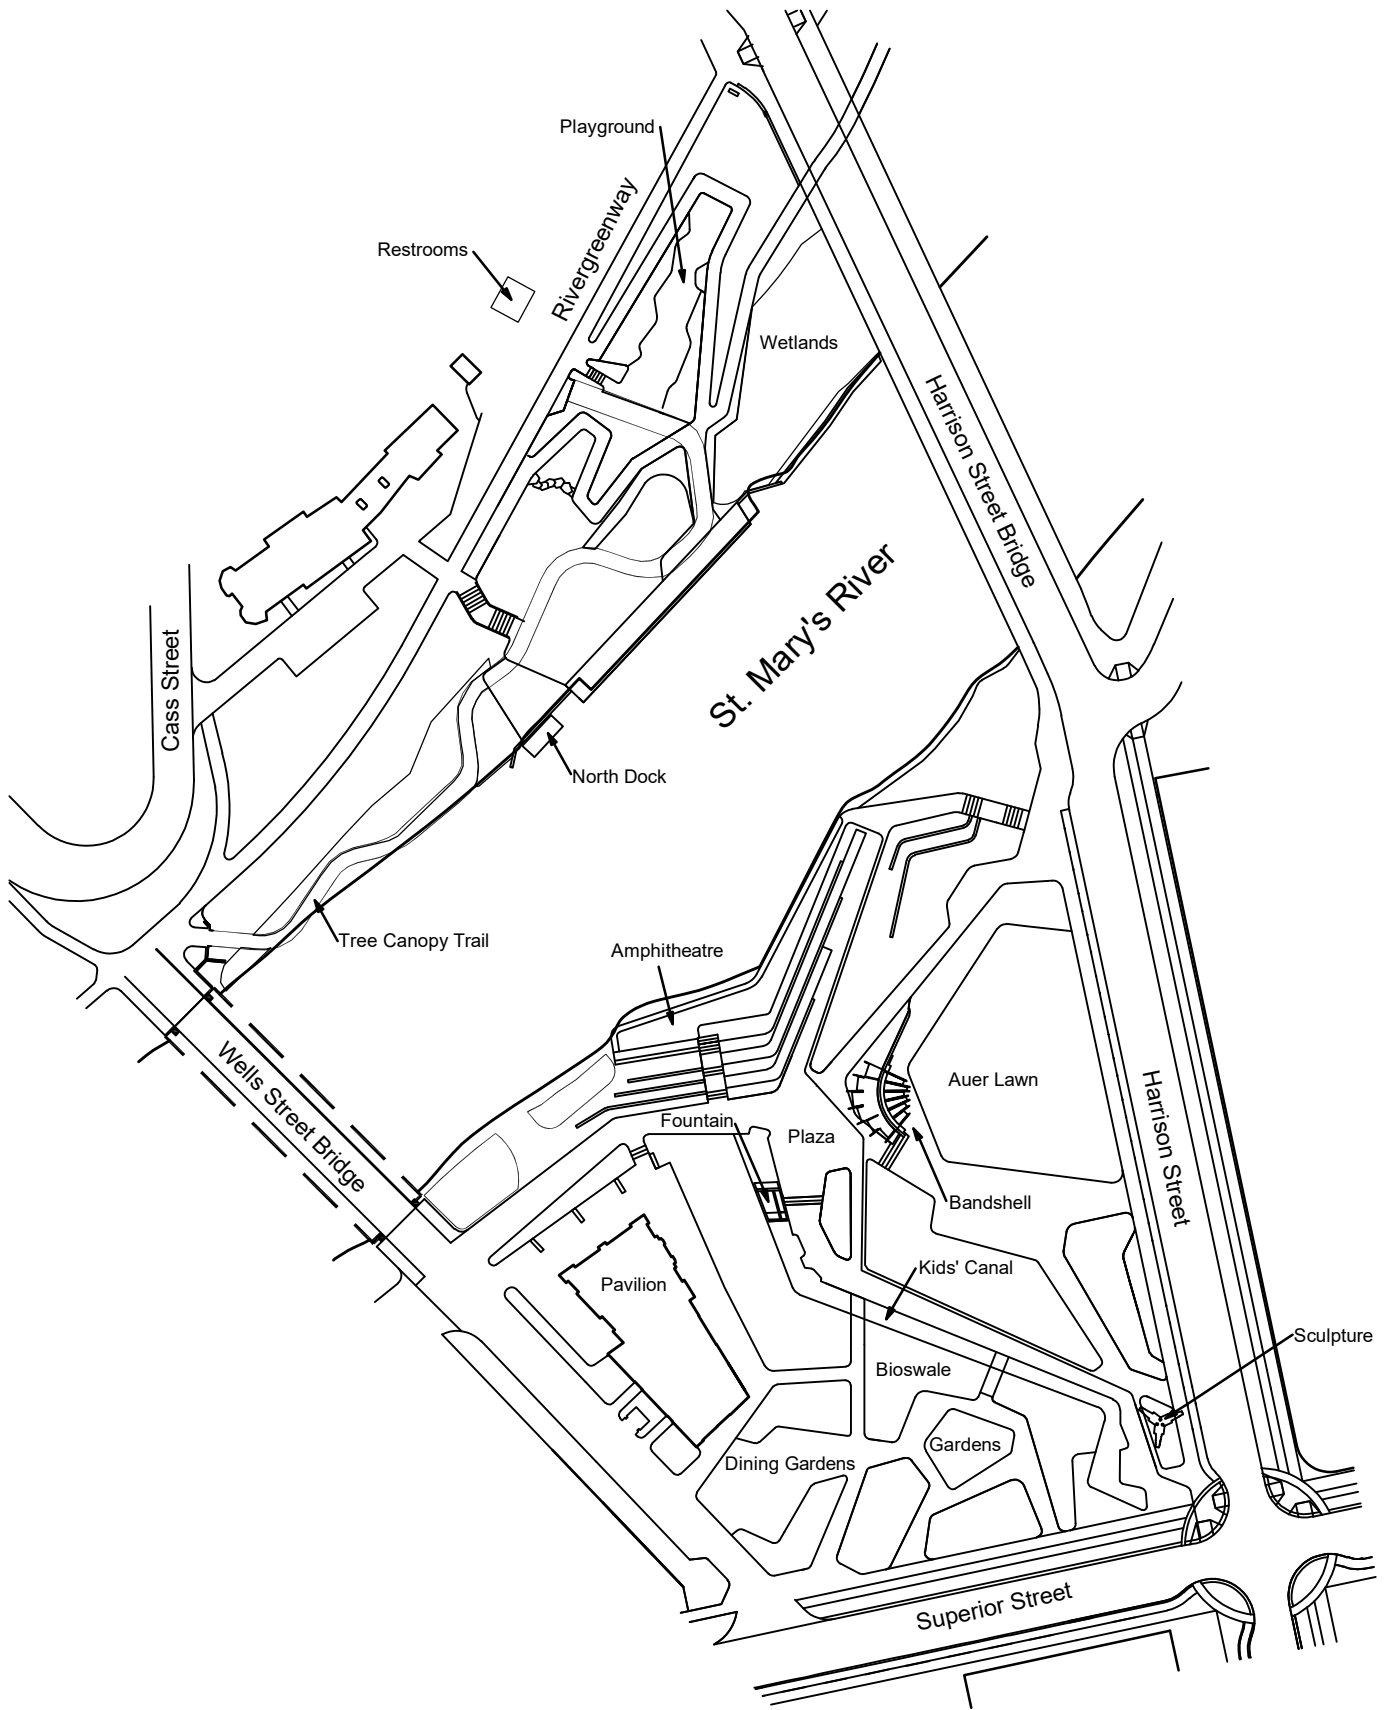 Playground
Rivergreenway
Restrooms
Wetlands
Harrison Street Bridge
St. Mary's River
Cass Street
North Dock
Tree Canopy Trail
Amphitheatre
Wells Street Bridge
Auer Lawn
Harrison Street
Fountain
Plaza
Bandshell
Kids' Canal
Pavilion
Sculpture
Bioswale
Gardens
Dining Gardens
Superior Street